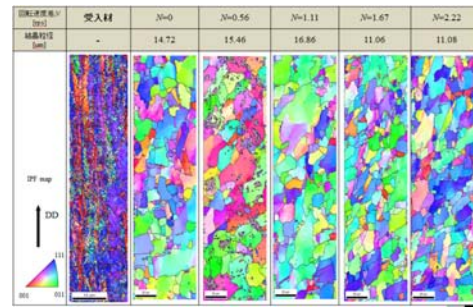 回転速度差N
[rps]
受入材
N=0
N=0.56
N=1.11
N=1.67
N=2.22
結晶粒径
[μm]
-
14.72
15.46
16.86
11.06
11.08
IPF map
DD
111
001
011